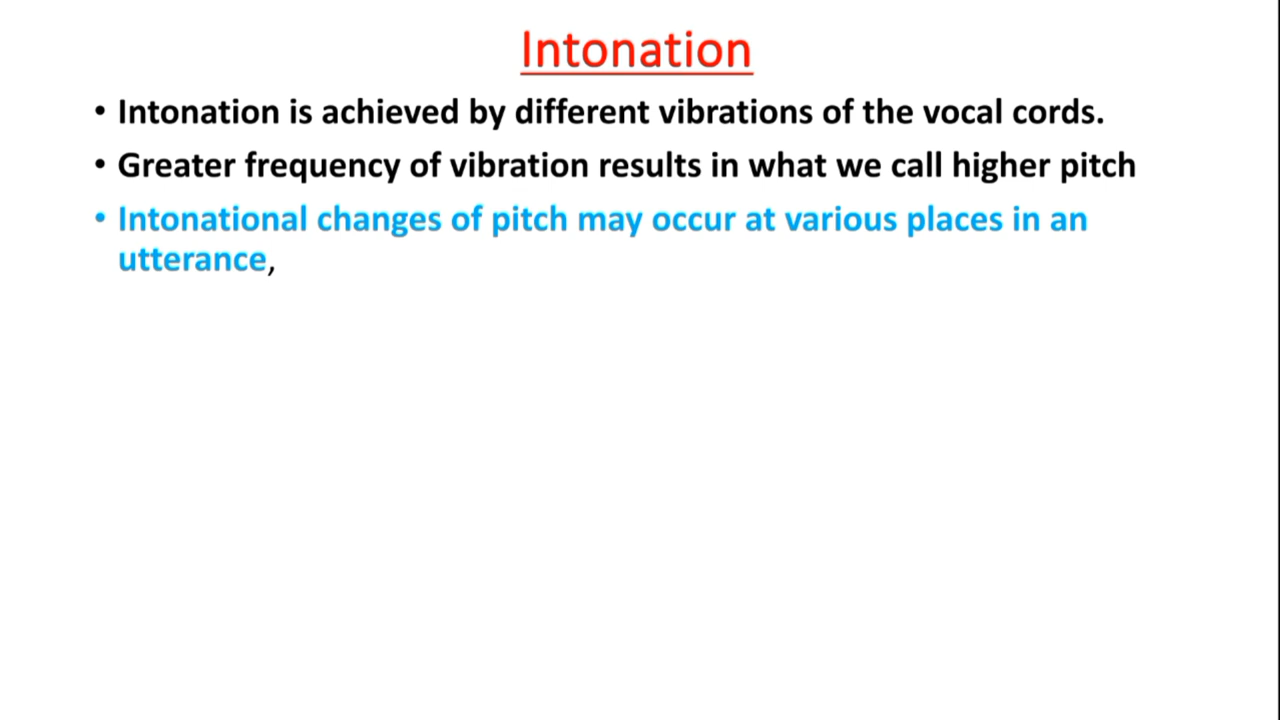 Intonation
• Intonation is achieved by different vibrations of the vocal cords.
• Greater frequency of vibration results in what we call higher pitch
• Intonational changes of pitch may occur at various places in an
utterance,